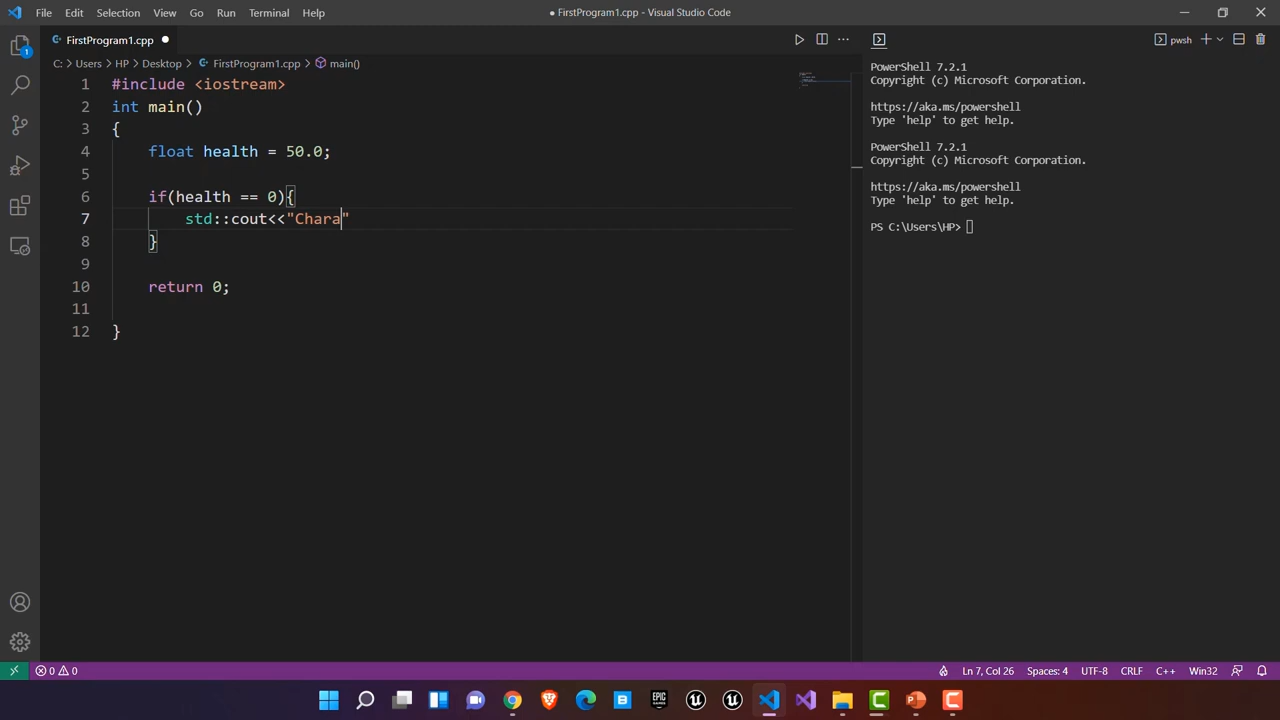 File Edit Selection View Go Run Terminal Help
● FirstProgram1.cpp - Visual Studio Code
FirstProgram1.cpp ●
pwsh
C: > Users > HP > Desktop > FirstProgram1.cpp > main()
1 #include <iostream>
2 int main()
3 {
4 float health = 50.0;
5
6 if(health == 0){
7 std::cout<<"Chara"
8 }
9
10 return 0;
11
12 }
PowerShell 7.2.1
Copyright (c) Microsoft Corporation.
https://aka.ms/powershell
Type 'help' to get help.
PowerShell 7.2.1
Copyright (c) Microsoft Corporation.
https://aka.ms/powershell
Type 'help' to get help.
PS C:\Users\HP>
1
0 0
Ln 7, Col 26 Spaces: 4 UTF-8 CRLF C++ Win32
EPIC GAMES